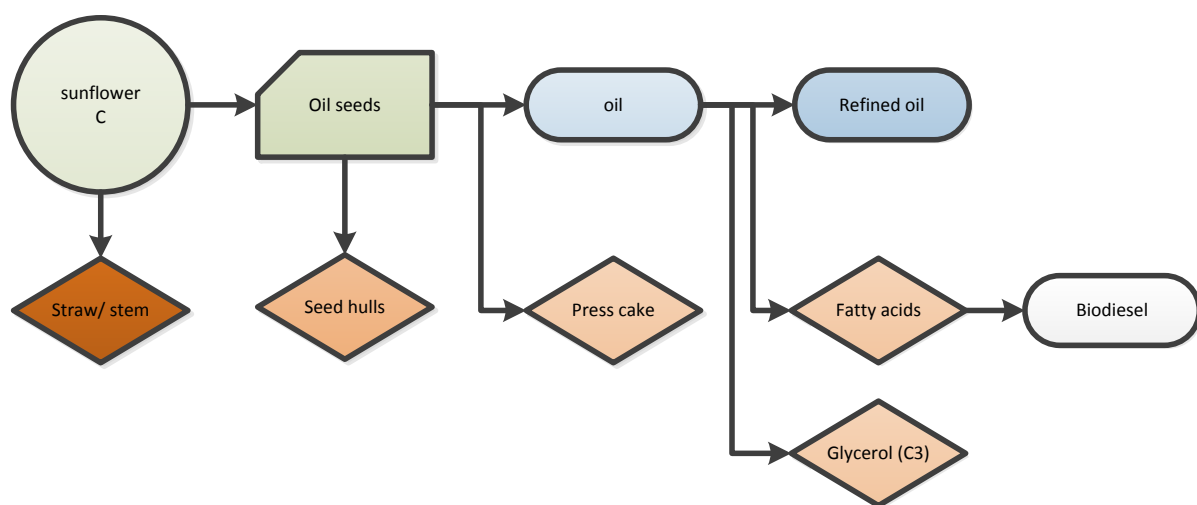 sunflower
C
Oil seeds
oil
Refined oil
Straw/ stem
Seed hulls
Press cake
Fatty acids
Biodiesel
Glycerol (C3)